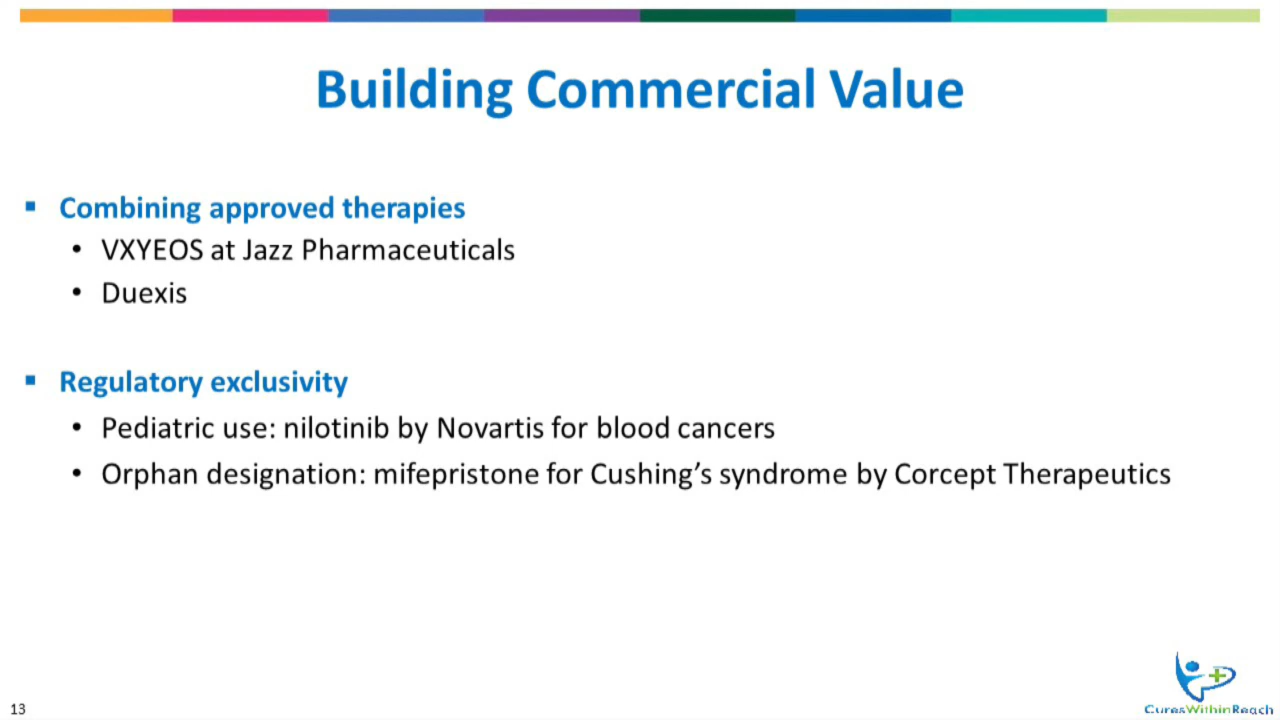 Building Commercial Value
▪ Combining approved therapies
• VXYEOS at Jazz Pharmaceuticals
• Duexis
▪ Regulatory exclusivity
• Pediatric use: nilotinib by Novartis for blood cancers
• Orphan designation: mifepristone for Cushing’s syndrome by Corcept Therapeutics
13
CuresWithinReach